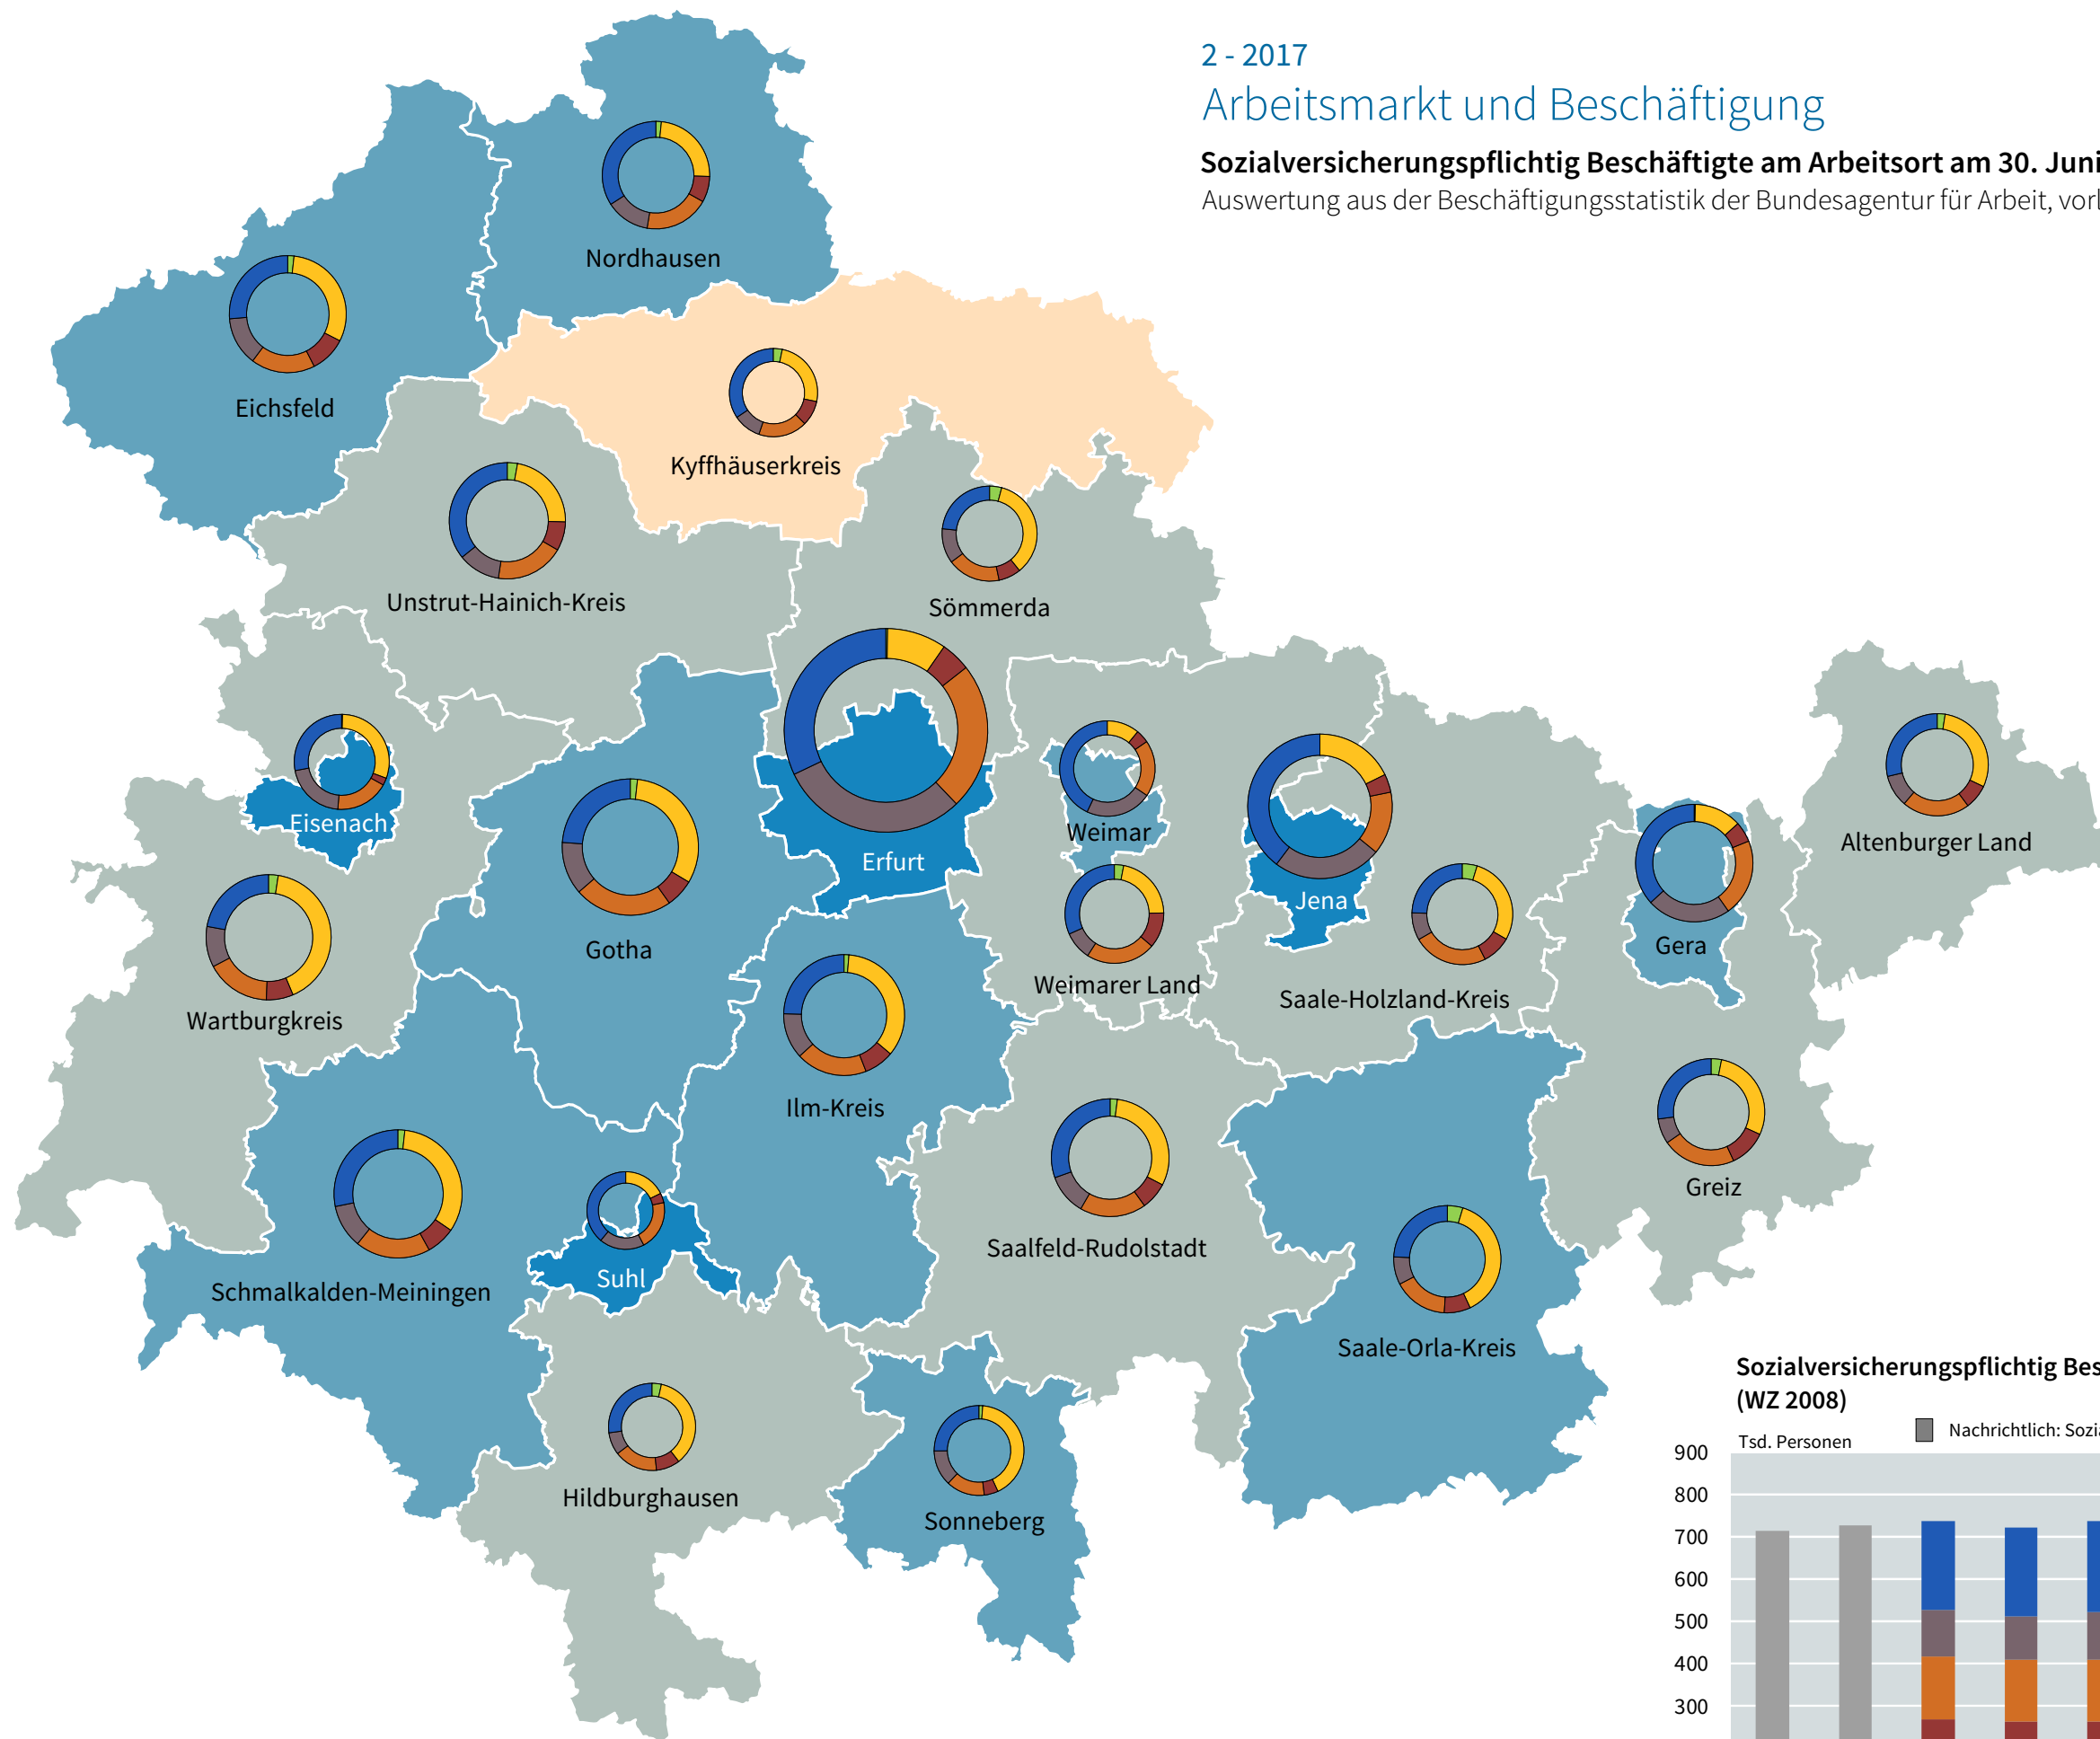 2 - 2017
Arbeitsmarkt und Beschäftigung
Sozialversicherungspflichtig Beschäftigte am Arbeitsort am 30. Juni
Auswertung aus der Beschäftigungsstatistik der Bundesagentur für Arbeit, vorl
Nordhausen
Eichsfeld
Kyffhäuserkreis
Unstrut-Hainich-Kreis
Sömmerda
Eisenach
Erfurt
Weimar
Altenburger Land
Jena
Gera
Gotha
Weimarer Land
Saale-Holzland-Kreis
Wartburgkreis
Ilm-Kreis
Greiz
Saalfeld-Rudolstadt
Suhl
Schmalkalden-Meiningen
Saale-Orla-Kreis
Hildburghausen
Sonneberg
Sozialversicherungspflichtig Bes
(WZ 2008)
Nachrichtlich: Sozia
Tsd. Personen
900
800
700
600
500
400
300